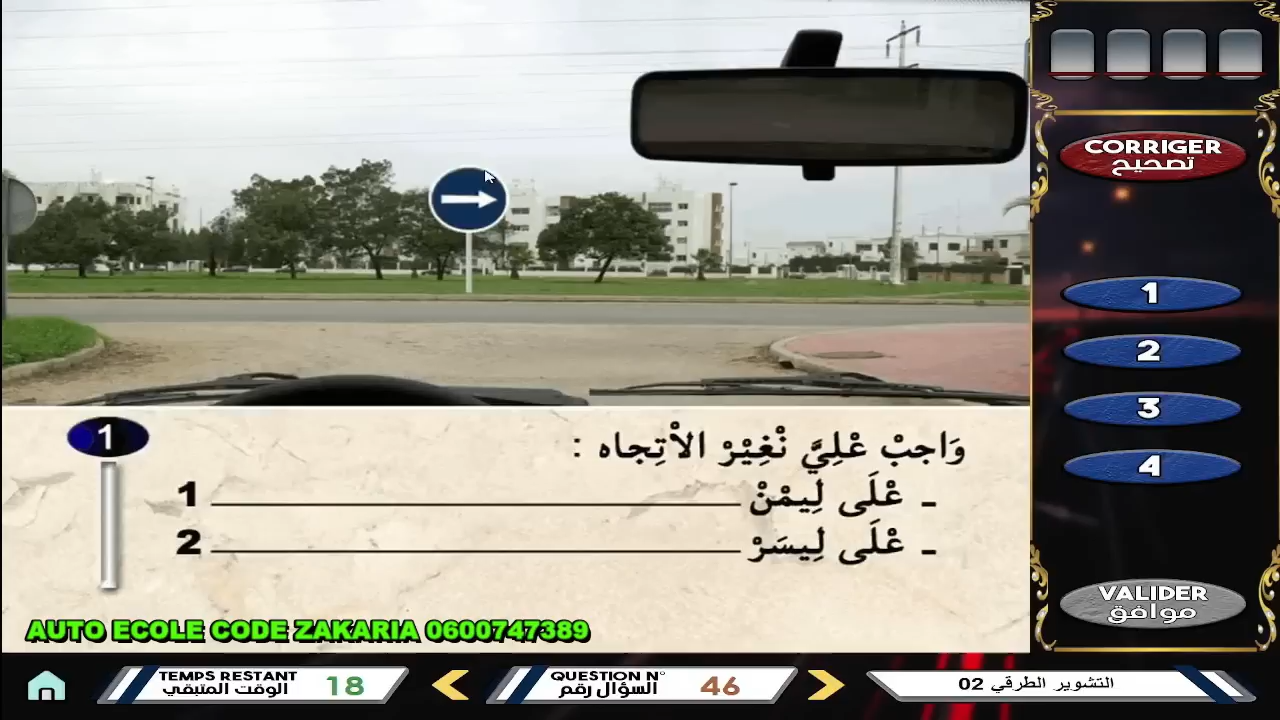 CORRIGER
تصحيح
1
2
3
4
VALIDER
موافق
1
وَاجبْ عْلِيَّ نْغِيْرْ الاْتِجاه :
ـ عْلَى لِيمْنْ 1
ـ عْلَى لِيسَرْ 2
AUTO ECOLE CODE ZAKARIA 0600747389
TEMPS RESTANT
الوقت المتبقي
18
QUESTION N°
السؤال رقم
46
التشوير الطرقي 02